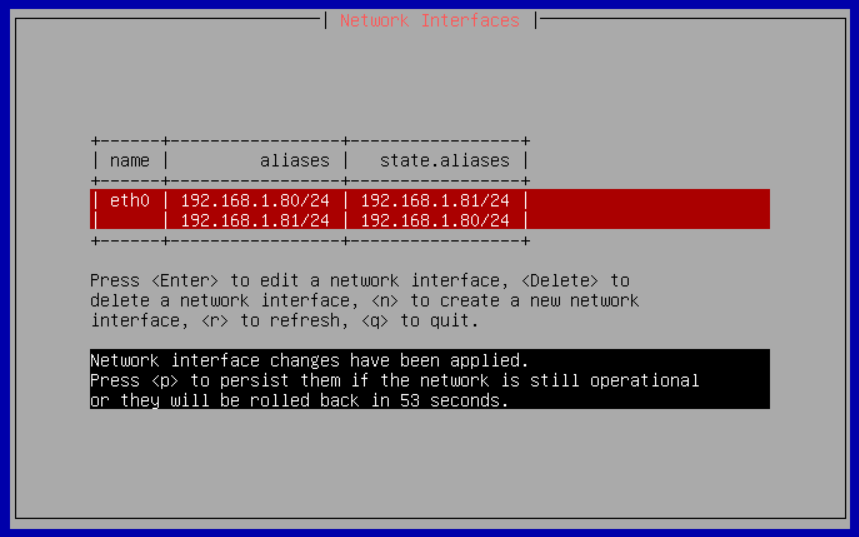 Network Interfaces
+------+-----------------+-----------------+
| name |         aliases |   state.aliases |
+------+-----------------+-----------------+
| eth0 | 192.168.1.80/24 | 192.168.1.81/24 |
|      | 192.168.1.81/24 | 192.168.1.80/24 |
+------+-----------------+-----------------+
Press <Enter> to edit a network interface, <Delete> to
delete a network interface, <n> to create a new network
interface, <r> to refresh, <q> to quit.
Network interface changes have been applied.
Press <p> to persist them if the network is still operational
or they will be rolled back in 53 seconds.